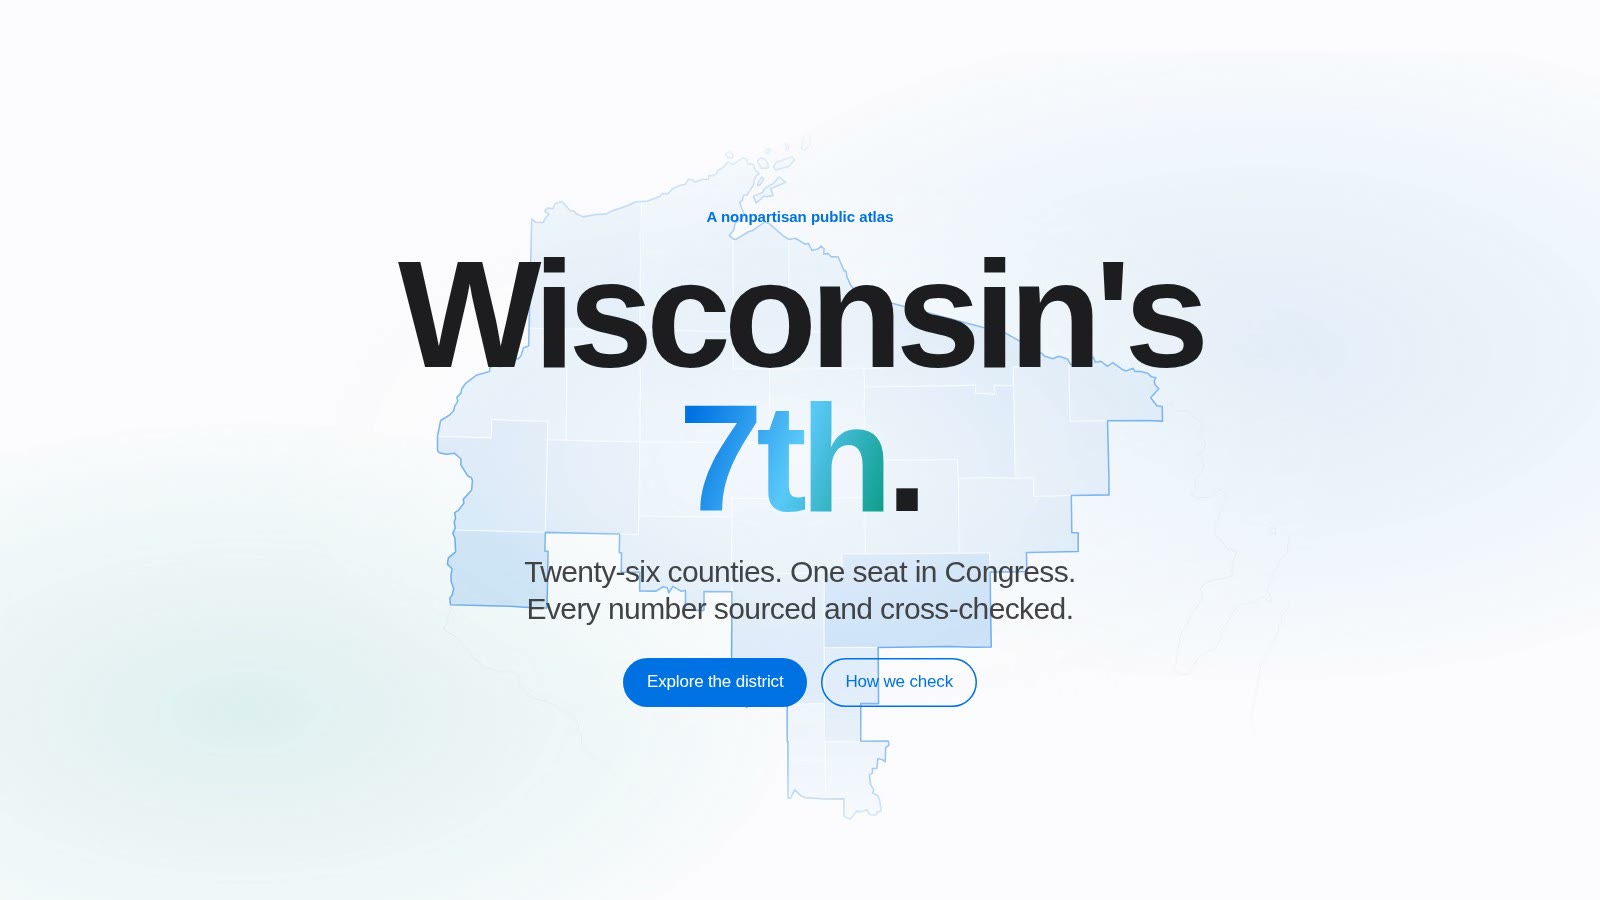 A nonpartisan public atlas
Wisconsin's
7th.
Twenty-six counties. One seat in Congress.
Every number sourced and cross-checked.
Explore the district
How we check